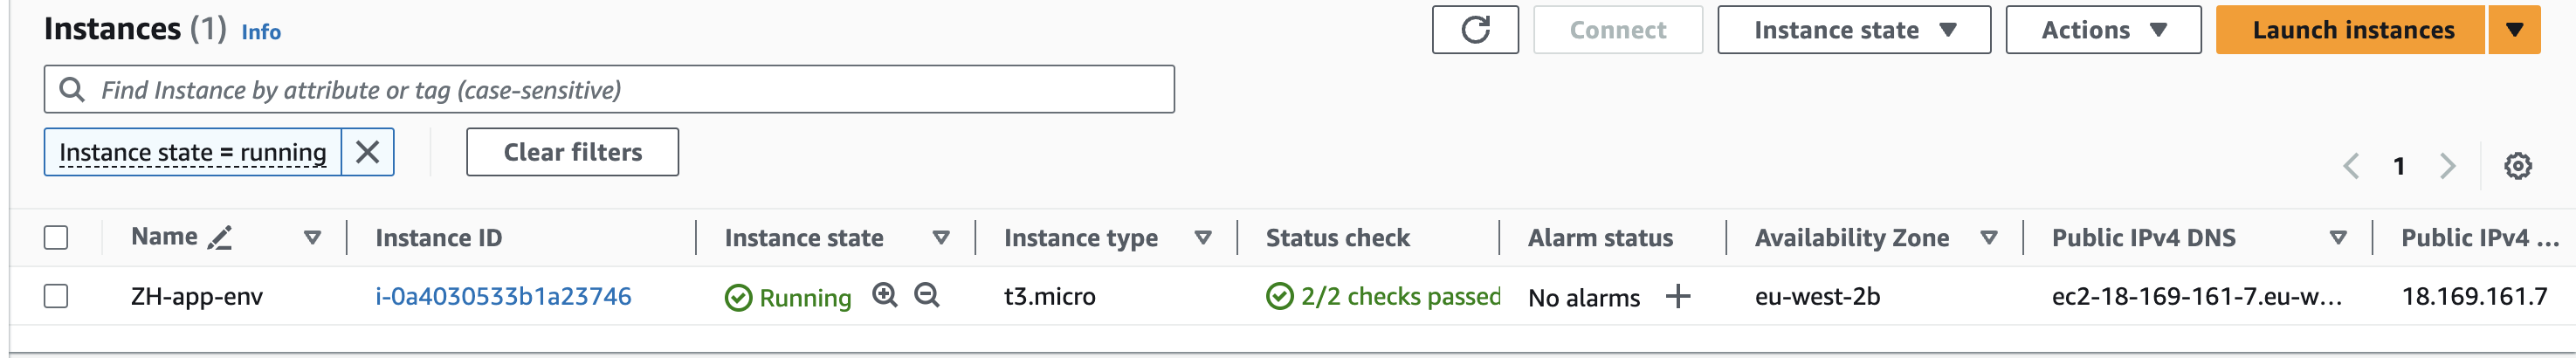 Instances (1) Info
Connect Instance state Actions Launch instances
Find Instance by attribute or tag (case-sensitive)
Instance state = running Clear filters
1
Name Instance ID Instance state Instance type Status check Alarm status Availability Zone Public IPv4 DNS Public IPv4 ...
ZH-app-env i-0a4030533b1a23746 Running t3.micro 2/2 checks passed No alarms + eu-west-2b ec2-18-169-161-7.eu-w... 18.169.161.7